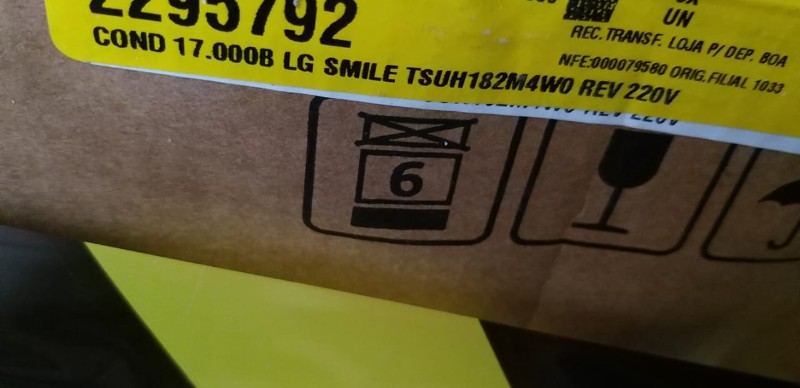 2295792
UN
REC.TRANSF. LOJA P/ DEP. BOA
NFE:000079580 ORIG.FILIAL 1033
COND 17.000B LG SMILE TSUH182M4W0 REV 220V
6